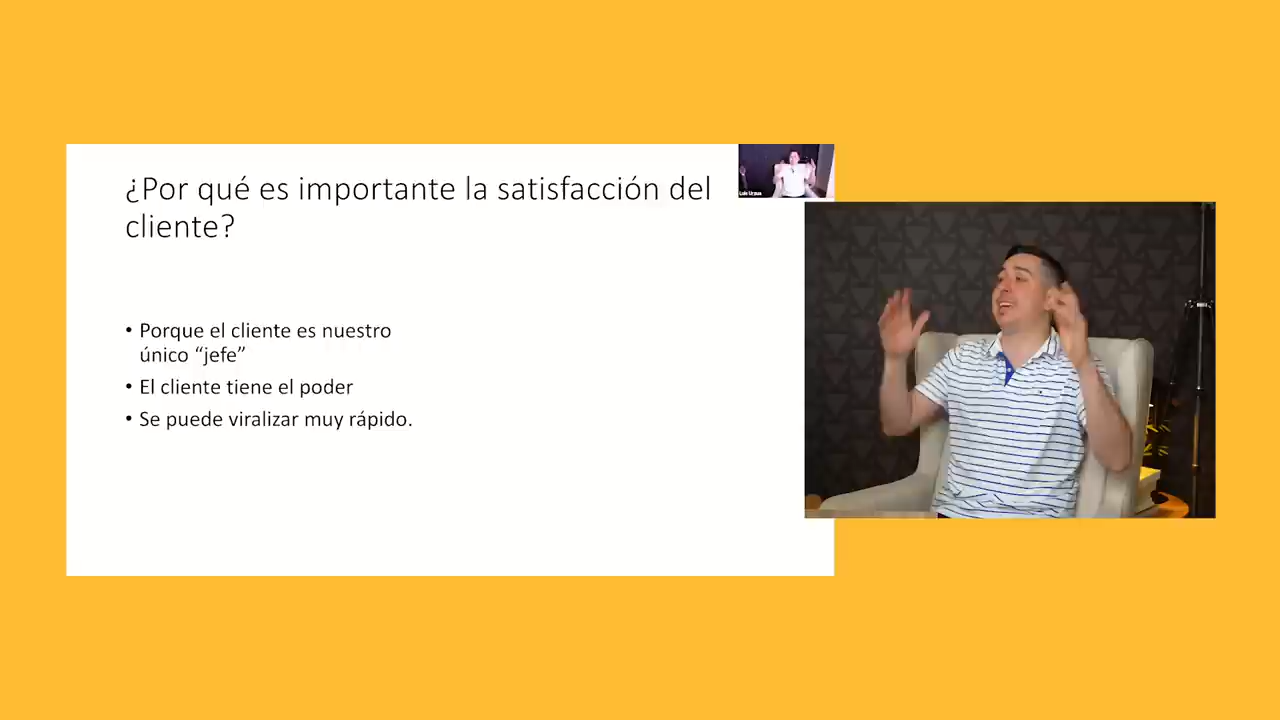 ¿Por qué es importante la satisfacción del
cliente?
• Porque el cliente es nuestro
único “jefe”
• El cliente tiene el poder
• Se puede viralizar muy rápido.